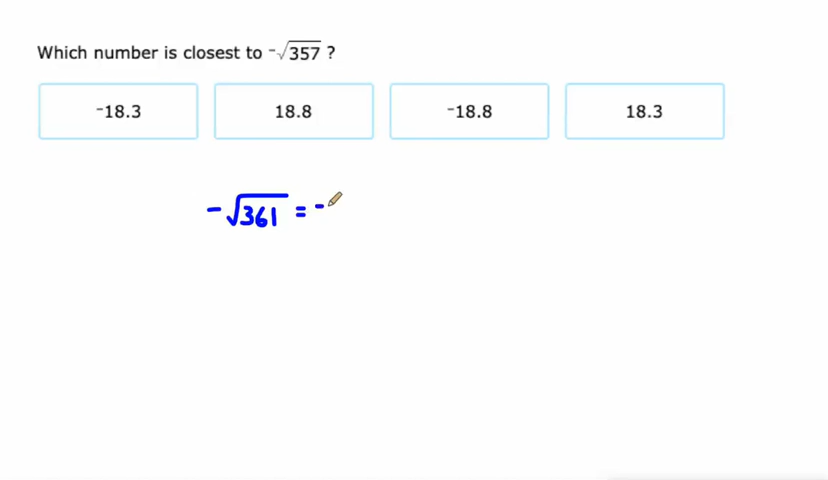 Which number is closest to ⁻√357 ?
⁻18.3 18.8 ⁻18.8 18.3
-√361 = -